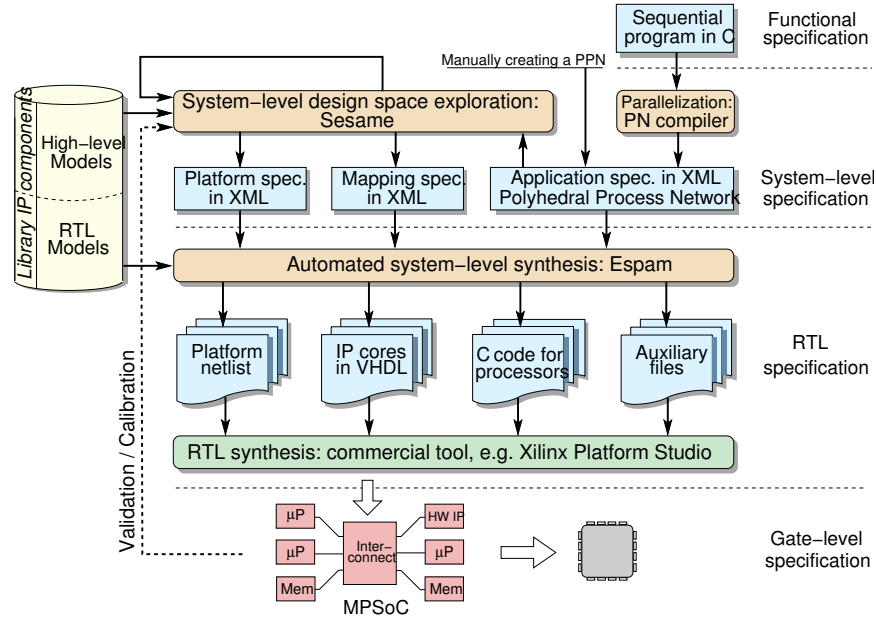 Sequential
program in C
Functional
specification
Manually creating a PPN
Parallelization:
PN compiler
System-level design space exploration:
Sesame
Library IP components
High-level
Models
RTL
Models
Platform spec.
in XML
Mapping spec.
in XML
Application spec. in XML
Polyhedral Process Network
System-level
specification
Automated system-level synthesis: Espam
Platform
netlist
IP cores
in VHDL
C code for
processors
Auxiliary
files
RTL
specification
RTL synthesis: commercial tool, e.g. Xilinx Platform Studio
Validation / Calibration
µP
µP
Mem
Inter-
connect
HW IP
µP
Mem
MPSoC
Gate-level
specification